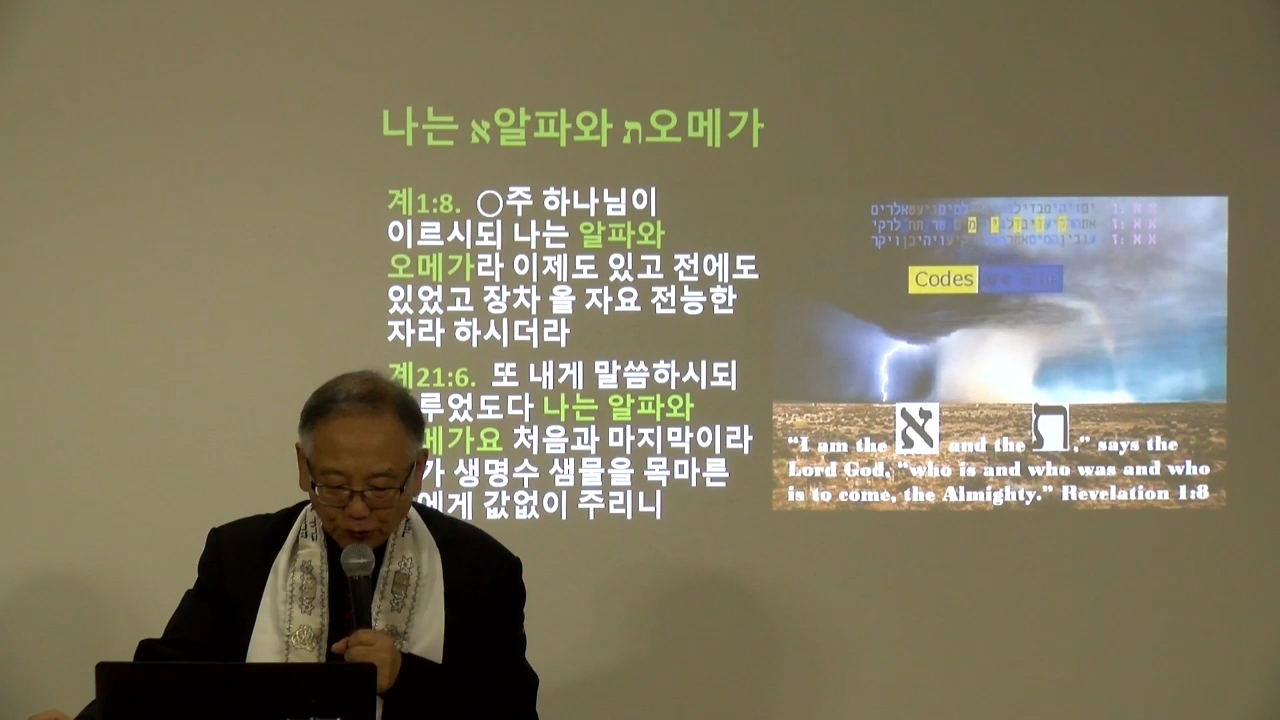 나는 א알파와 ת오메가
계1:8. ○주 하나님이
이르시되 나는 알파와
오메가라 이제도 있고 전에도
있었고 장차 올 자요 전능한
자라 하시더라
계21:6. 또 내게 말씀하시되
루었도다 나는 알파와
메가요 처음과 마지막이라
가 생명수 샘물을 목마른
에게 값없이 주리니
Codes
“I am the א and the ת,” says the
Lord God, “who is and who was and who
is to come, the Almighty.” Revelation 1:8